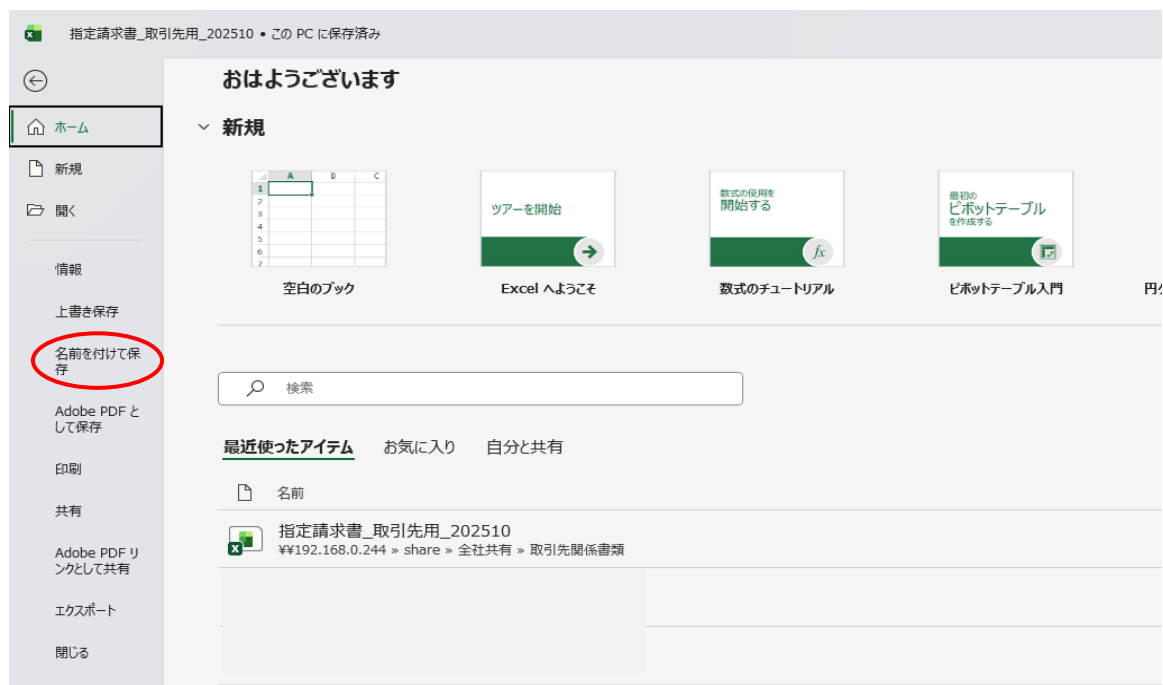 指定請求書_取引先用_202510 • この PC に保存済み
おはようございます
ホーム
新規
開く
情報
上書き保存
名前を付けて保
存
Adobe PDF と
して保存
印刷
共有
Adobe PDF リ
ンクとして共有
エクスポート
閉じる
新規
A B C
1
2
3
4
5
6
7
空白のブック
ツアーを開始
Excel へようこそ
数式の使用を
開始する
fx
数式のチュートリアル
最初の
ピボットテーブル
を作成する
ピボットテーブル入門
検索
最近使ったアイテム お気に入り 自分と共有
名前
指定請求書_取引先用_202510
¥¥192.168.0.244 » share » 全社共有 » 取引先関係書類